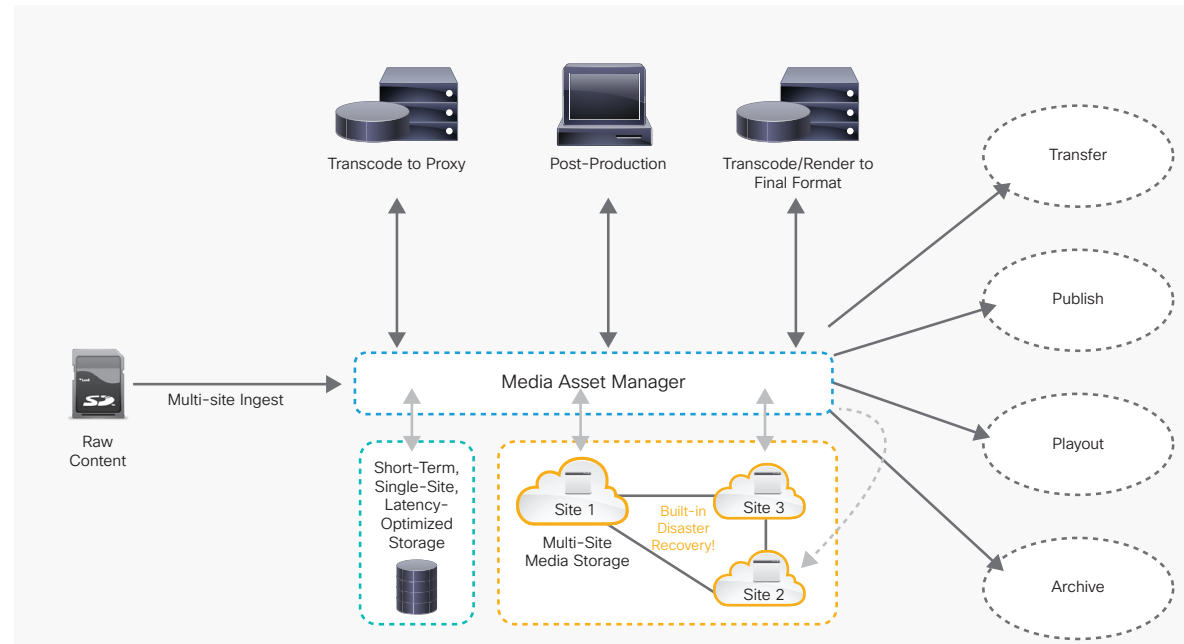 Transcode to Proxy
Post-Production
Transcode/Render to
Final Format
Transfer
Publish
Playout
Archive
SD
Raw
Content
Multi-site Ingest
Media Asset Manager
Short-Term,
Single-Site,
Latency-
Optimized
Storage
Site 1
Multi-Site
Media Storage
Built-in
Disaster
Recovery!
Site 3
Site 2